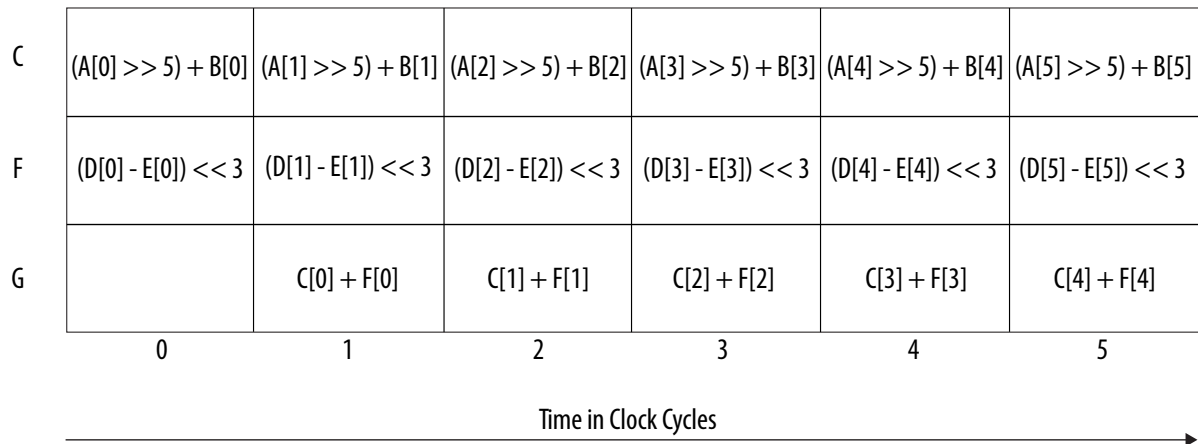 C (A[0] >> 5) + B[0] (A[1] >> 5) + B[1] (A[2] >> 5) + B[2] (A[3] >> 5) + B[3] (A[4] >> 5) + B[4] (A[5] >> 5) + B[5]
F (D[0] - E[0]) << 3 (D[1] - E[1]) << 3 (D[2] - E[2]) << 3 (D[3] - E[3]) << 3 (D[4] - E[4]) << 3 (D[5] - E[5]) << 3
G C[0] + F[0] C[1] + F[1] C[2] + F[2] C[3] + F[3] C[4] + F[4]
0 1 2 3 4 5
Time in Clock Cycles